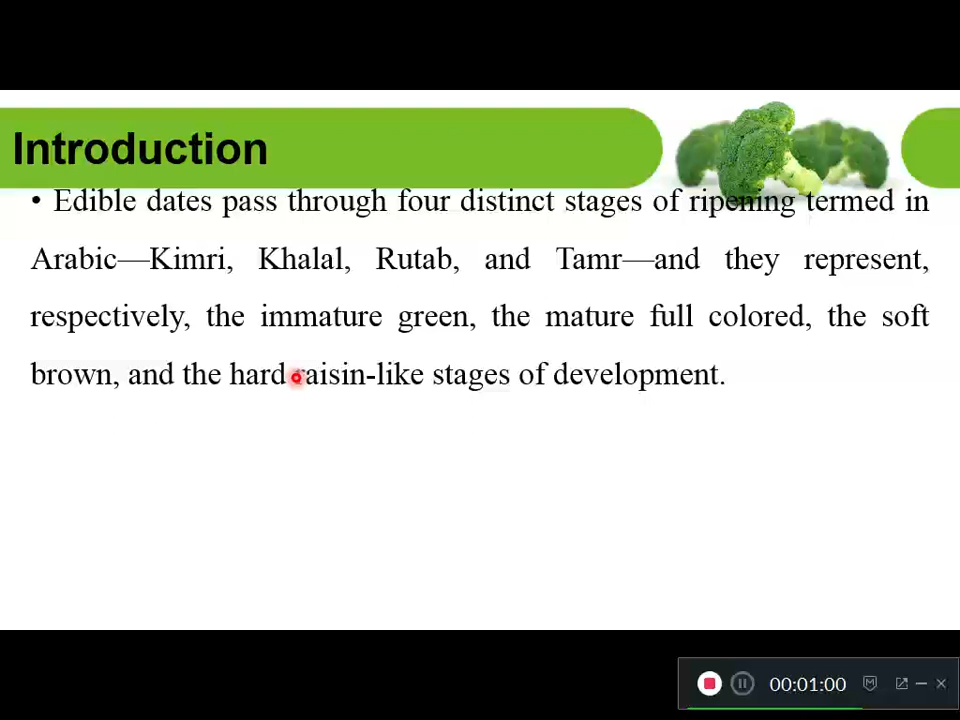 Introduction
• Edible dates pass through four distinct stages of ripening termed in
Arabic—Kimri, Khalal, Rutab, and Tamr—and they represent,
respectively, the immature green, the mature full colored, the soft
brown, and the hard raisin-like stages of development.
00:01:00